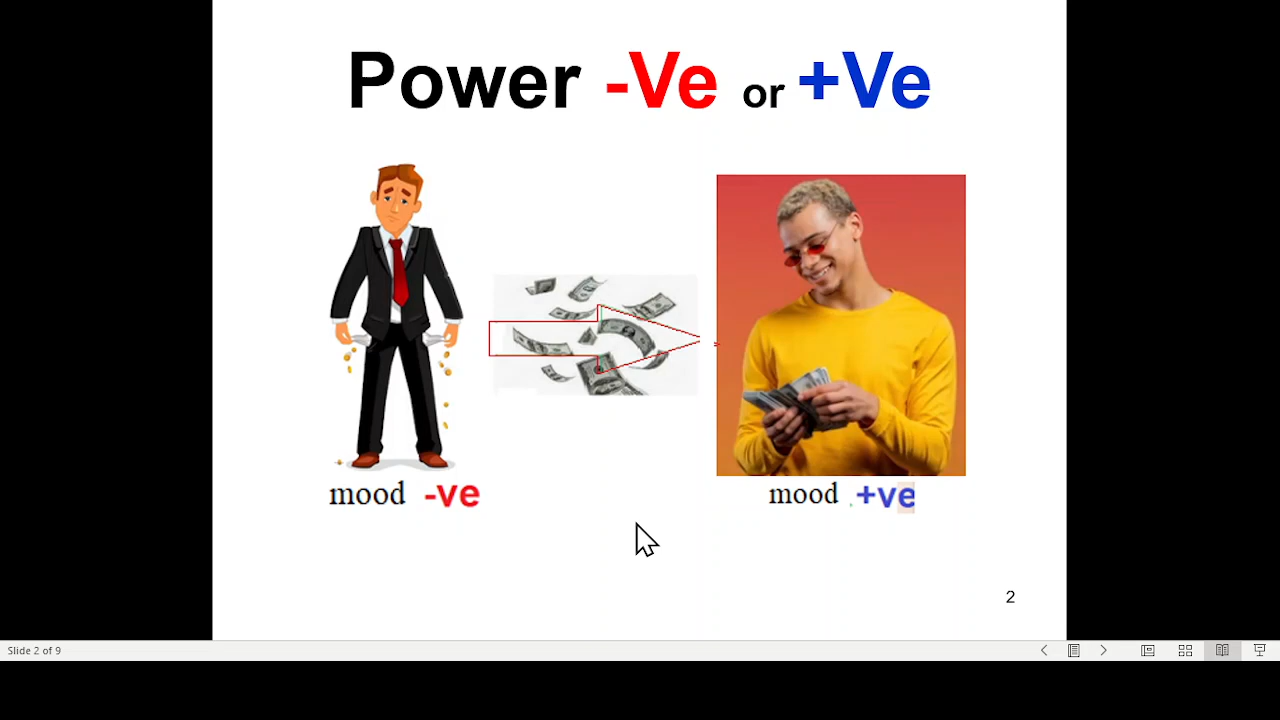 Power -Ve or +Ve
mood -ve
mood +ve
2
Slide 2 of 9